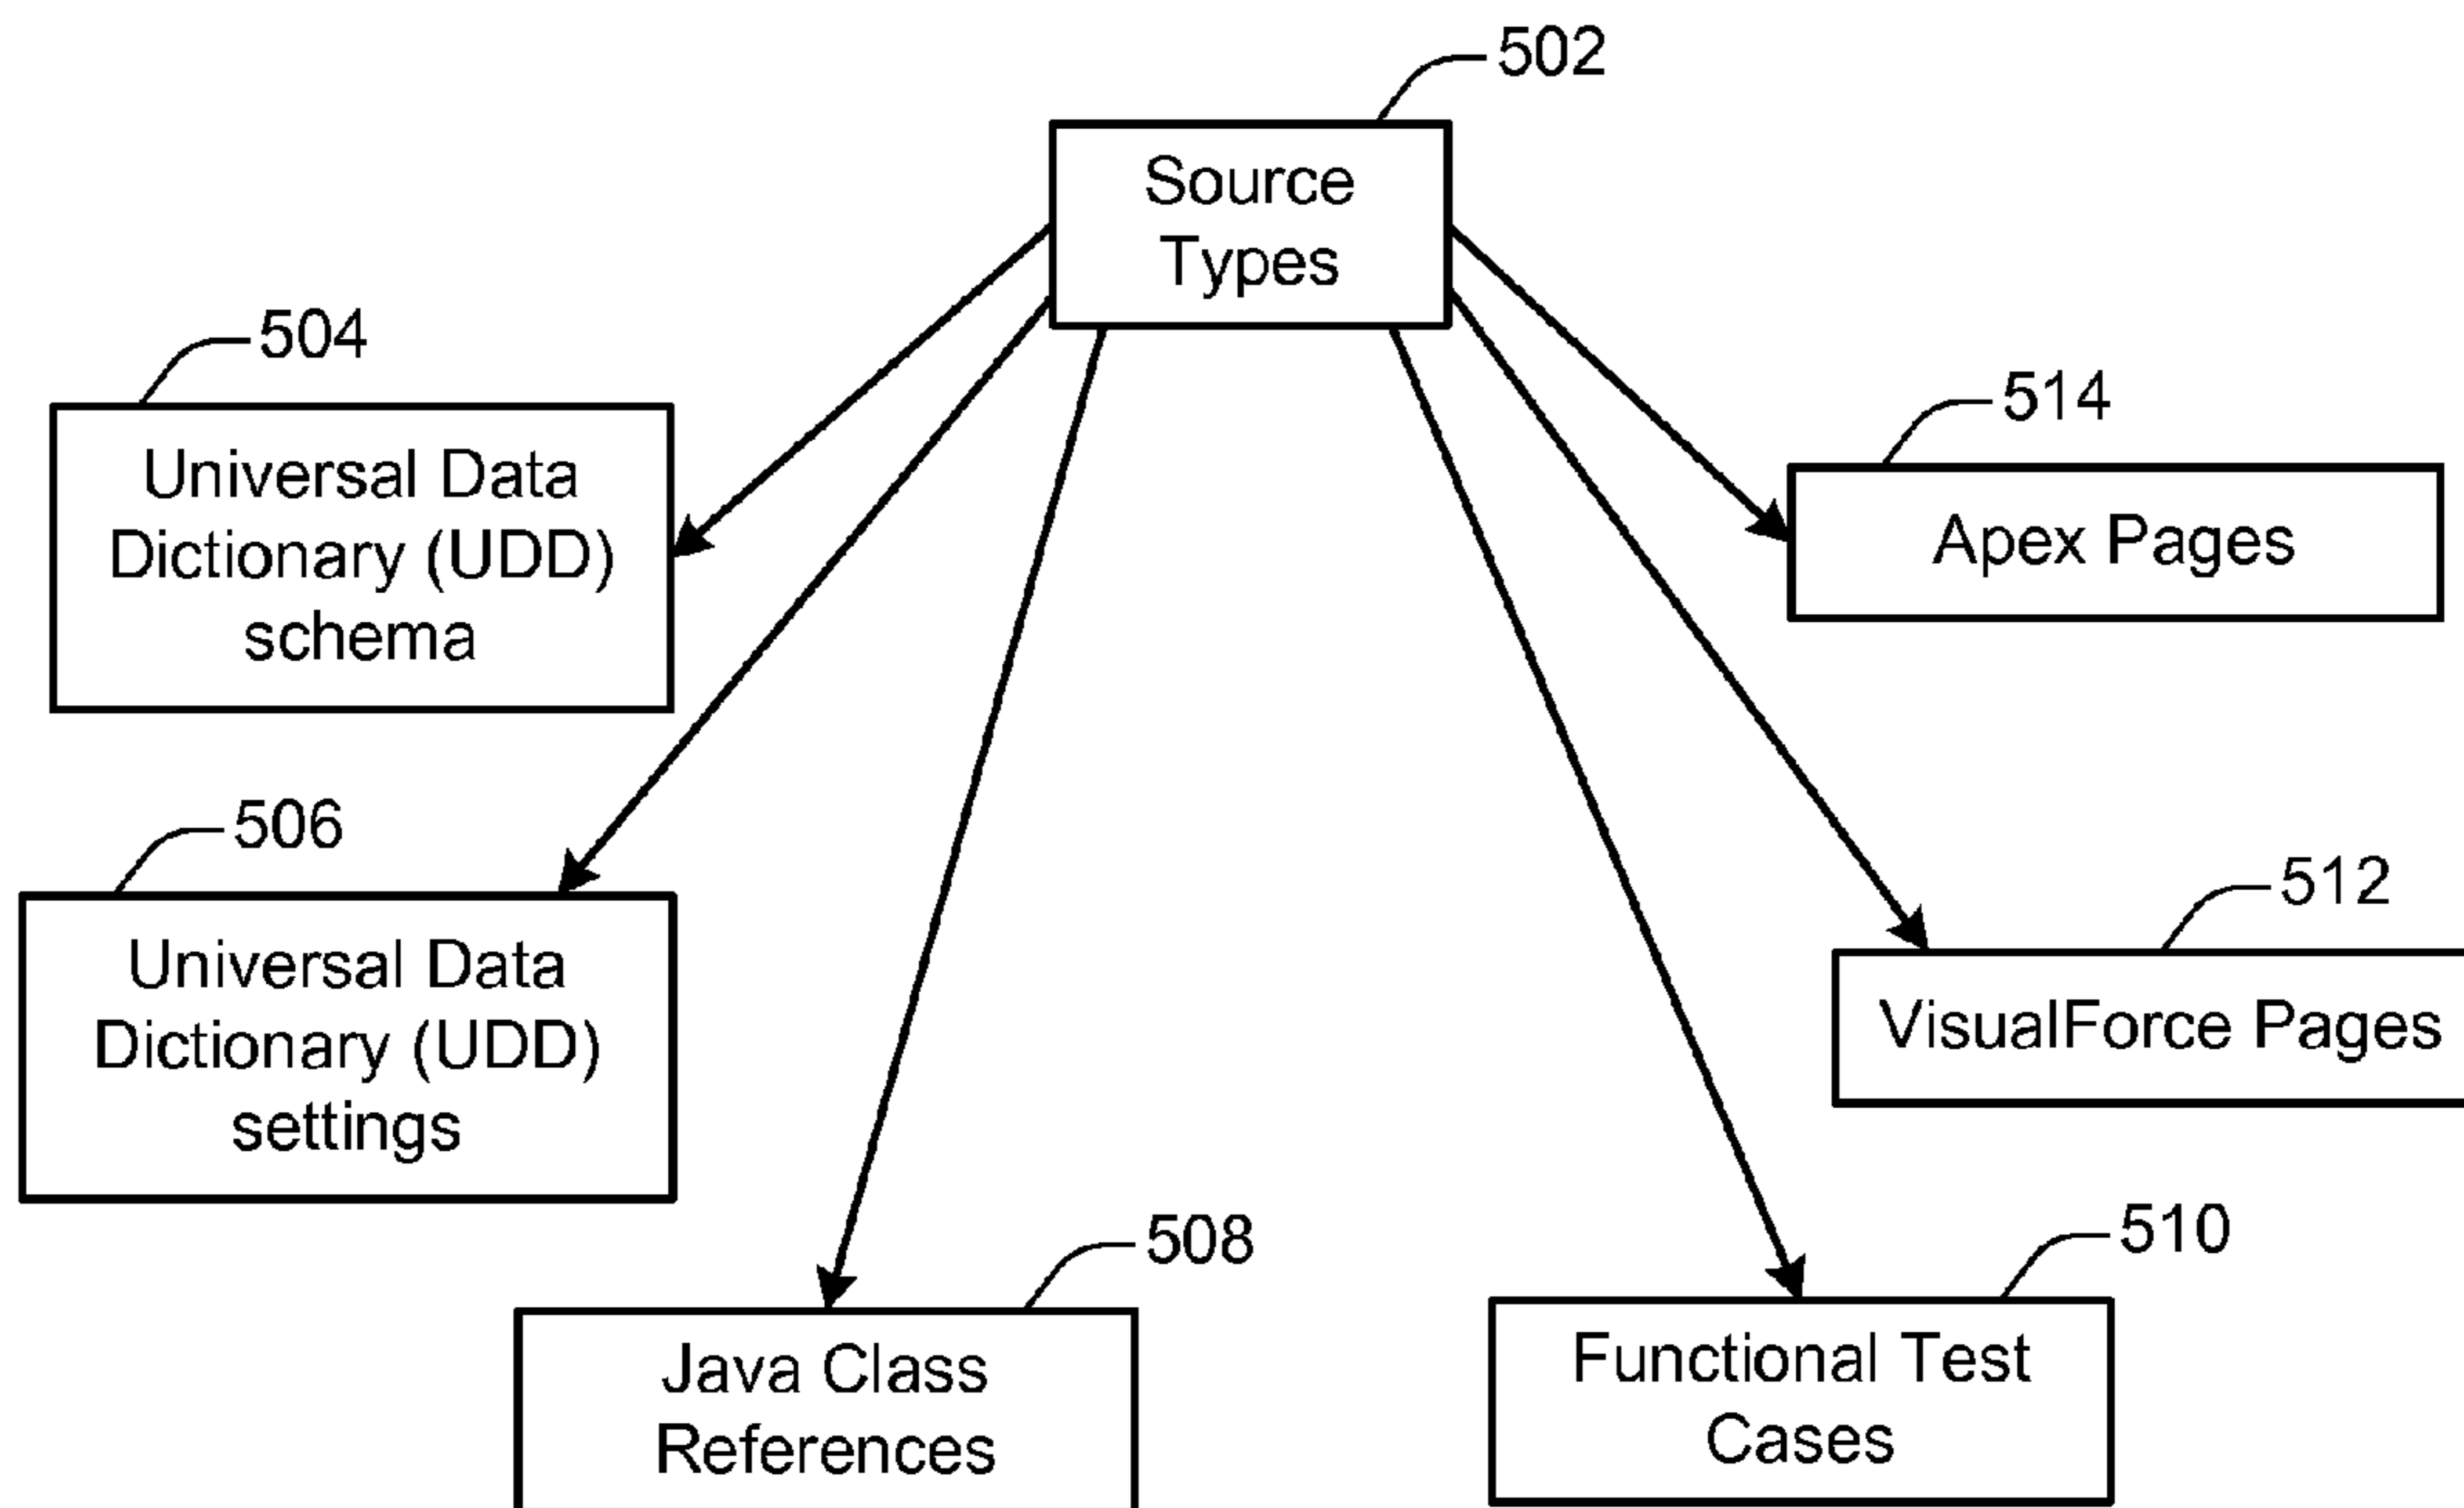 502
Source
Types
504
Universal Data
Dictionary (UDD)
schema
514
Apex Pages
506
Universal Data
Dictionary (UDD)
settings
512
VisualForce Pages
508
Java Class
References
510
Functional Test
Cases